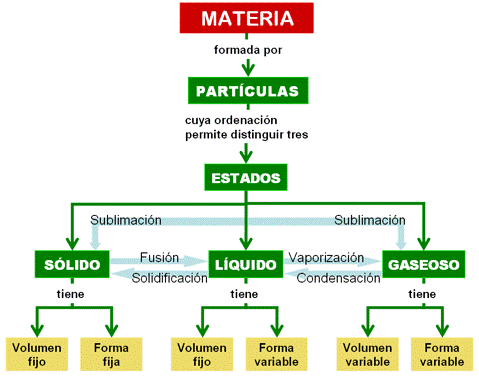 MATERIA
formada por
PARTÍCULAS
cuya ordenación
permite distinguir tres
ESTADOS
Sublimación
Sublimación
Fusión
Vaporización
SÓLIDO
LÍQUIDO
GASEOSO
Solidificación
Condensación
tiene
tiene
tiene
Volumen
fijo
Forma
fija
Volumen
fijo
Forma
variable
Volumen
variable
Forma
variable